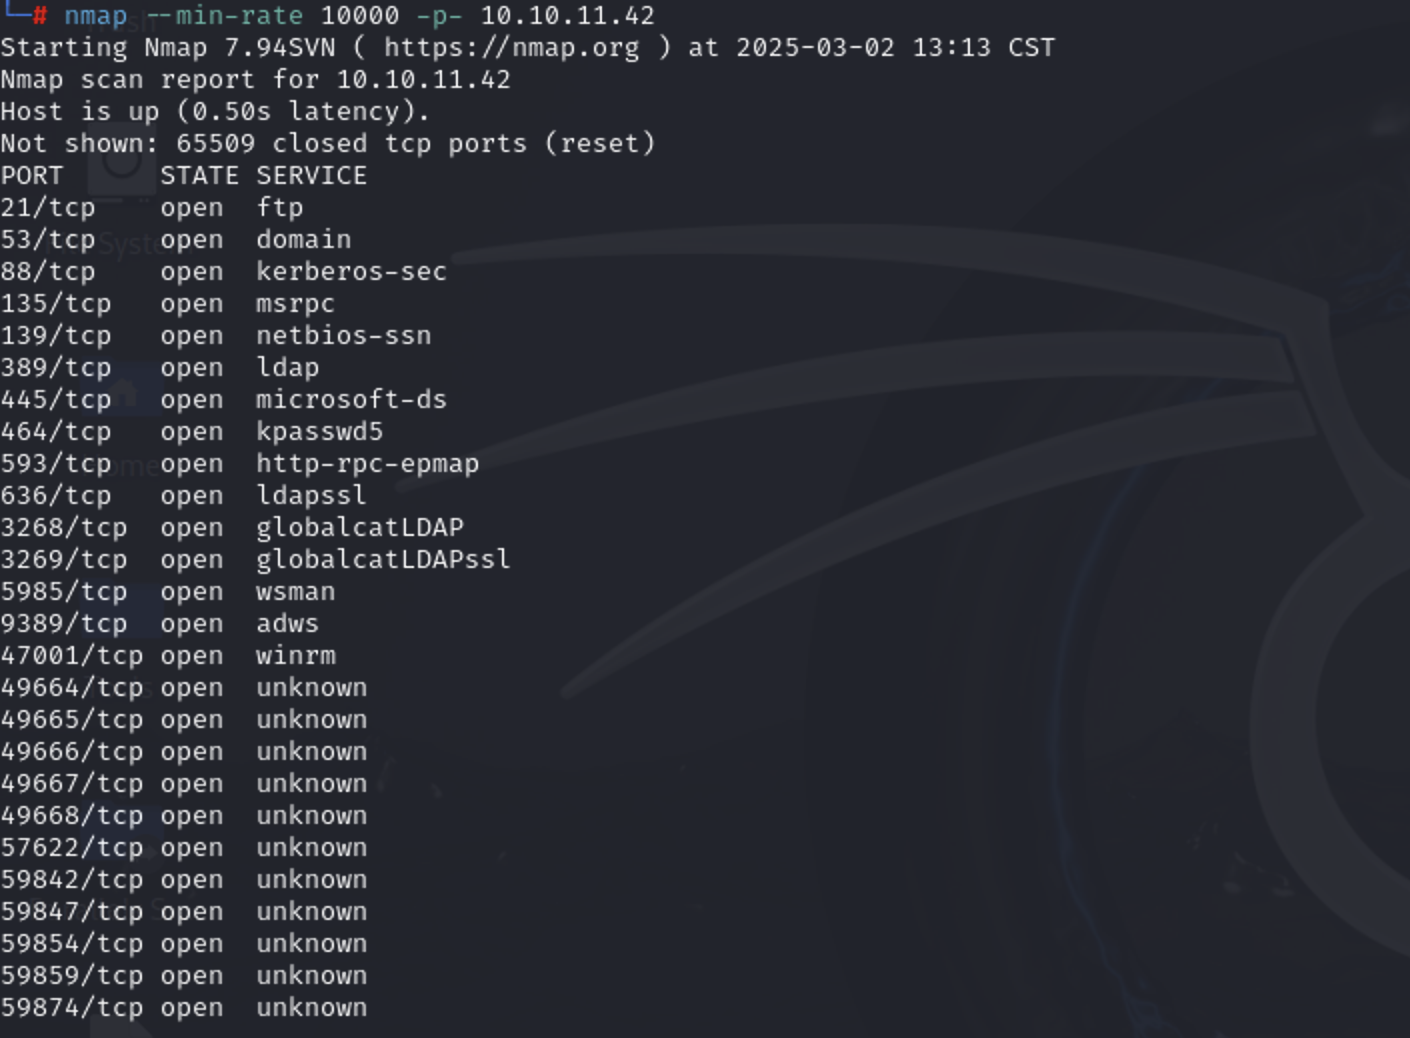 └─# nmap --min-rate 10000 -p- 10.10.11.42
Starting Nmap 7.94SVN ( https://nmap.org ) at 2025-03-02 13:13 CST
Nmap scan report for 10.10.11.42
Host is up (0.50s latency).
Not shown: 65509 closed tcp ports (reset)
PORT      STATE SERVICE
21/tcp    open  ftp
53/tcp    open  domain
88/tcp    open  kerberos-sec
135/tcp   open  msrpc
139/tcp   open  netbios-ssn
389/tcp   open  ldap
445/tcp   open  microsoft-ds
464/tcp   open  kpasswd5
593/tcp   open  http-rpc-epmap
636/tcp   open  ldapssl
3268/tcp  open  globalcatLDAP
3269/tcp  open  globalcatLDAPssl
5985/tcp  open  wsman
9389/tcp  open  adws
47001/tcp open  winrm
49664/tcp open  unknown
49665/tcp open  unknown
49666/tcp open  unknown
49667/tcp open  unknown
49668/tcp open  unknown
57622/tcp open  unknown
59842/tcp open  unknown
59847/tcp open  unknown
59854/tcp open  unknown
59859/tcp open  unknown
59874/tcp open  unknown